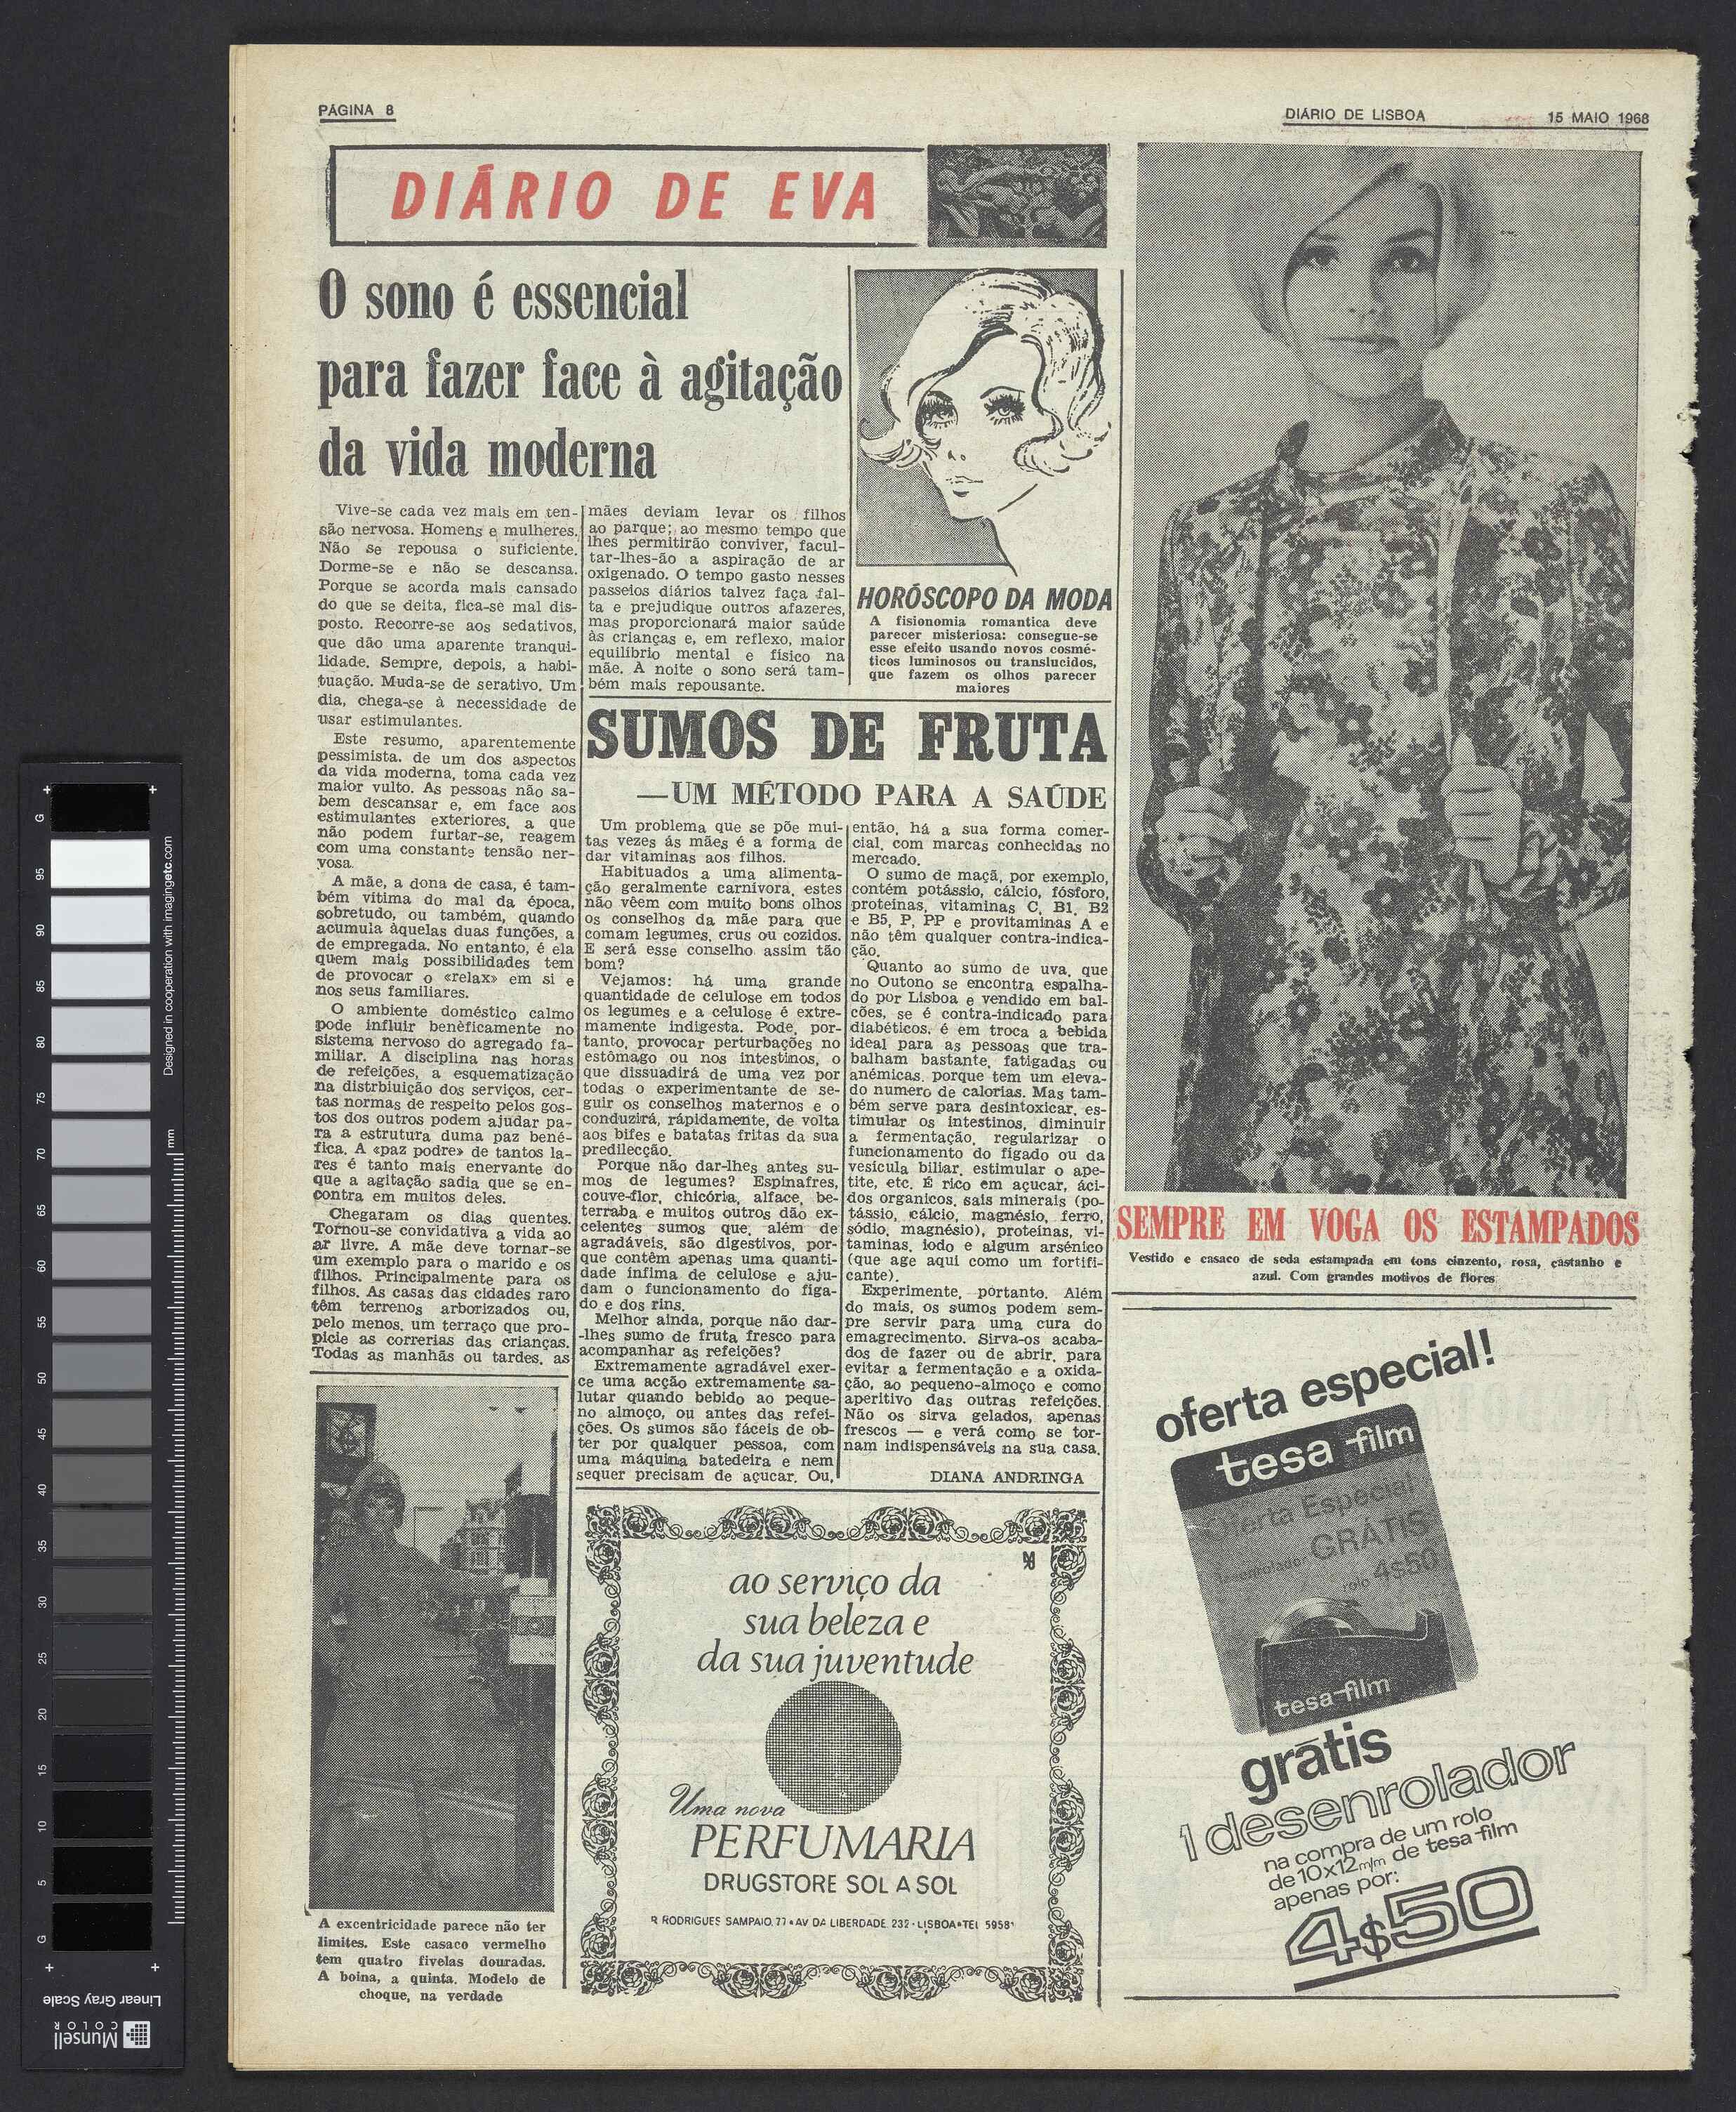 PÁGINA 8
DIÁRIO DE LISBOA
15 MAIO 1968
DIÁRIO DE EVA
O sono é essencial
para fazer face à agitação
da vida moderna
Vive-se cada vez mais em ten-
são nervosa. Homens e mulheres.
Não se repousa o suficiente.
Dorme-se e não se descansa.
Porque se acorda mais cansado
do que se deita, fica-se mal dis-
posto. Recorre-se aos sedativos,
que dão uma aparente tranqui-
lidade. Sempre, depois, a habi-
tuação. Muda-se de serativo. Um
dia, chega-se à necessidade de
usar estimulantes.
Este resumo, aparentemente
pessimista. de um dos aspectos
da vida moderna, toma cada vez
maior vulto. As pessoas não sa-
bem descansar e, em face aos
estimulantes exteriores, a que
não podem furtar-se, reagem
com uma constante tensão ner-
vosa.
A mãe, a dona de casa, é tam-
bém vítima do mal da época,
sobretudo, ou também, quando
acumula àquelas duas funções, a
de empregada. No entanto, é ela
quem mais possibilidades tem
de provocar o «relax» em si e
nos seus familiares.
O ambiente doméstico calmo
pode influir benèficamente no
sistema nervoso do agregado fa-
miliar. A disciplina nas horas
de refeições, a esquematização
na distrbiuição dos serviços, cer-
tas normas de respeito pelos gos-
tos dos outros podem ajudar pa-
ra a estrutura duma paz bené-
fica. A «paz podre» de tantos la-
res é tanto mais enervante do
que a agitação sadia que se en-
contra em muitos deles.
Chegaram os dias quentes.
Tornou-se convidativa a vida ao
ar livre. A mãe deve tornar-se
um exemplo para o marido e os
filhos. Principalmente para os
filhos. As casas das cidades raro
têm terrenos arborizados ou,
pelo menos, um terraço que pro-
picie as correrias das crianças.
Todas as manhãs ou tardes, as
mães deviam levar os filhos
ao parque; ao mesmo tempo que
lhes permitirão conviver, facul-
tar-lhes-ão a aspiração de ar
oxigenado. O tempo gasto nesses
passeios diários talvez faça fal-
ta e prejudique outros afazeres,
mas proporcionará maior saúde
às crianças e, em reflexo, maior
equilíbrio mental e físico na
mãe. A noite o sono será tam-
bém mais repousante.
HORÓSCOPO DA MODA
A fisionomia romantica deve
parecer misteriosa: consegue-se
esse efeito usando novos cosmé-
ticos luminosos ou translucidos,
que fazem os olhos parecer
maiores
SUMOS DE FRUTA
—UM MÉTODO PARA A SAÚDE
Um problema que se põe mui-
tas vezes ás mães é a forma de
dar vitaminas aos filhos.
Habituados a uma alimenta-
ção geralmente carnívora, estes
não vêem com muito bons olhos
os conselhos da mãe para que
comam legumes, crus ou cozidos.
E será esse conselho assim tão
bom?
Vejamos: há uma grande
quantidade de celulose em todos
os legumes e a celulose é extre-
mamente indigesta. Pode, por-
tanto, provocar perturbações no
estômago ou nos intestinos, o
que dissuadirá de uma vez por
todas o experimentante de se-
guir os conselhos maternos e o
conduzirá, rápidamente, de volta
aos bifes e batatas fritas da sua
predilecção.
Porque não dar-lhes antes su-
mos de legumes? Espinafres,
couve-flor, chicória, alface, be-
terraba e muitos outros dão ex-
celentes sumos que, além de
agradáveis, são digestivos, por-
que contêm apenas uma quanti-
dade ínfima de celulose e aju-
dam o funcionamento do fíga-
do e dos rins.
Melhor ainda, porque não dar-
-lhes sumo de fruta fresco para
acompanhar as refeições?
Extremamente agradável exer-
ce uma acção extremamente sa-
lutar quando bebido ao peque-
no almoço, ou antes das refei-
ções. Os sumos são fáceis de ob-
ter por qualquer pessoa, com
uma máquina batedeira e nem
sequer precisam de açucar. Ou,
então, há a sua forma comer-
cial, com marcas conhecidas no
mercado.
O sumo de maçã, por exemplo,
contém potássio, cálcio, fósforo,
proteínas, vitaminas C, B1, B2
e B5, P, PP e provitaminas A e
não têm qualquer contra-indica-
ção.
Quanto ao sumo de uva, que
no Outono se encontra espalha-
do por Lisboa e vendido em bal-
cões, se é contra-indicado para
diabéticos, é em troca a bebida
ideal para as pessoas que tra-
balham bastante, fatigadas ou
anémicas, porque tem um eleva-
do numero de calorias. Mas tam-
bém serve para desintoxicar, es-
timular os intestinos, diminuir
a fermentação, regularizar o
funcionamento do fígado ou da
vesícula biliar, estimular o ape-
tite, etc. É rico em açucar, áci-
dos organicos, sais minerais (po-
tássio, cálcio, magnésio, ferro,
sódio, magnésio), proteínas, vi-
taminas, iodo e algum arsénico
(que age aqui como um fortifi-
cante).
Experimente, portanto. Além
do mais, os sumos podem sem-
pre servir para uma cura do
emagrecimento. Sirva-os acaba-
dos de fazer ou de abrir, para
evitar a fermentação e a oxida-
ção, ao pequeno-almoço e como
aperitivo das outras refeições.
Não os sirva gelados, apenas
frescos — e verá como se tor-
nam indispensáveis na sua casa.
DIANA ANDRINGA
SEMPRE EM VOGA OS ESTAMPADOS
Vestido e casaco de seda estampada em tons cinzento, rosa, castanho e
azul. Com grandes motivos de flores
A excentricidade parece não ter
limites. Este casaco vermelho
tem quatro fivelas douradas.
A boina, a quinta. Modelo de
choque, na verdade
ao serviço da
sua beleza e
da sua juventude
Uma nova
PERFUMARIA
DRUGSTORE SOL A SOL
R RODRIGUES SAMPAIO, 77 • AV DA LIBERDADE 232 - LISBOA • TEL 5958
oferta especial!
tesa-film
Oferta Especial
GRÁTIS
desenrolador
rolo 4$50
tesa-film
grátis
1 desenrolador
na compra de um rolo
de 10x12 m/m de tesa-film
apenas por:
4$50
G 95 90 85 80 75 70 65 60 55 50 45 40 35 30 25 20 15 10 5 G
Designed in cooperation with imagingetc.com
mm
Linear Gray Scale
Munsell
COLOR